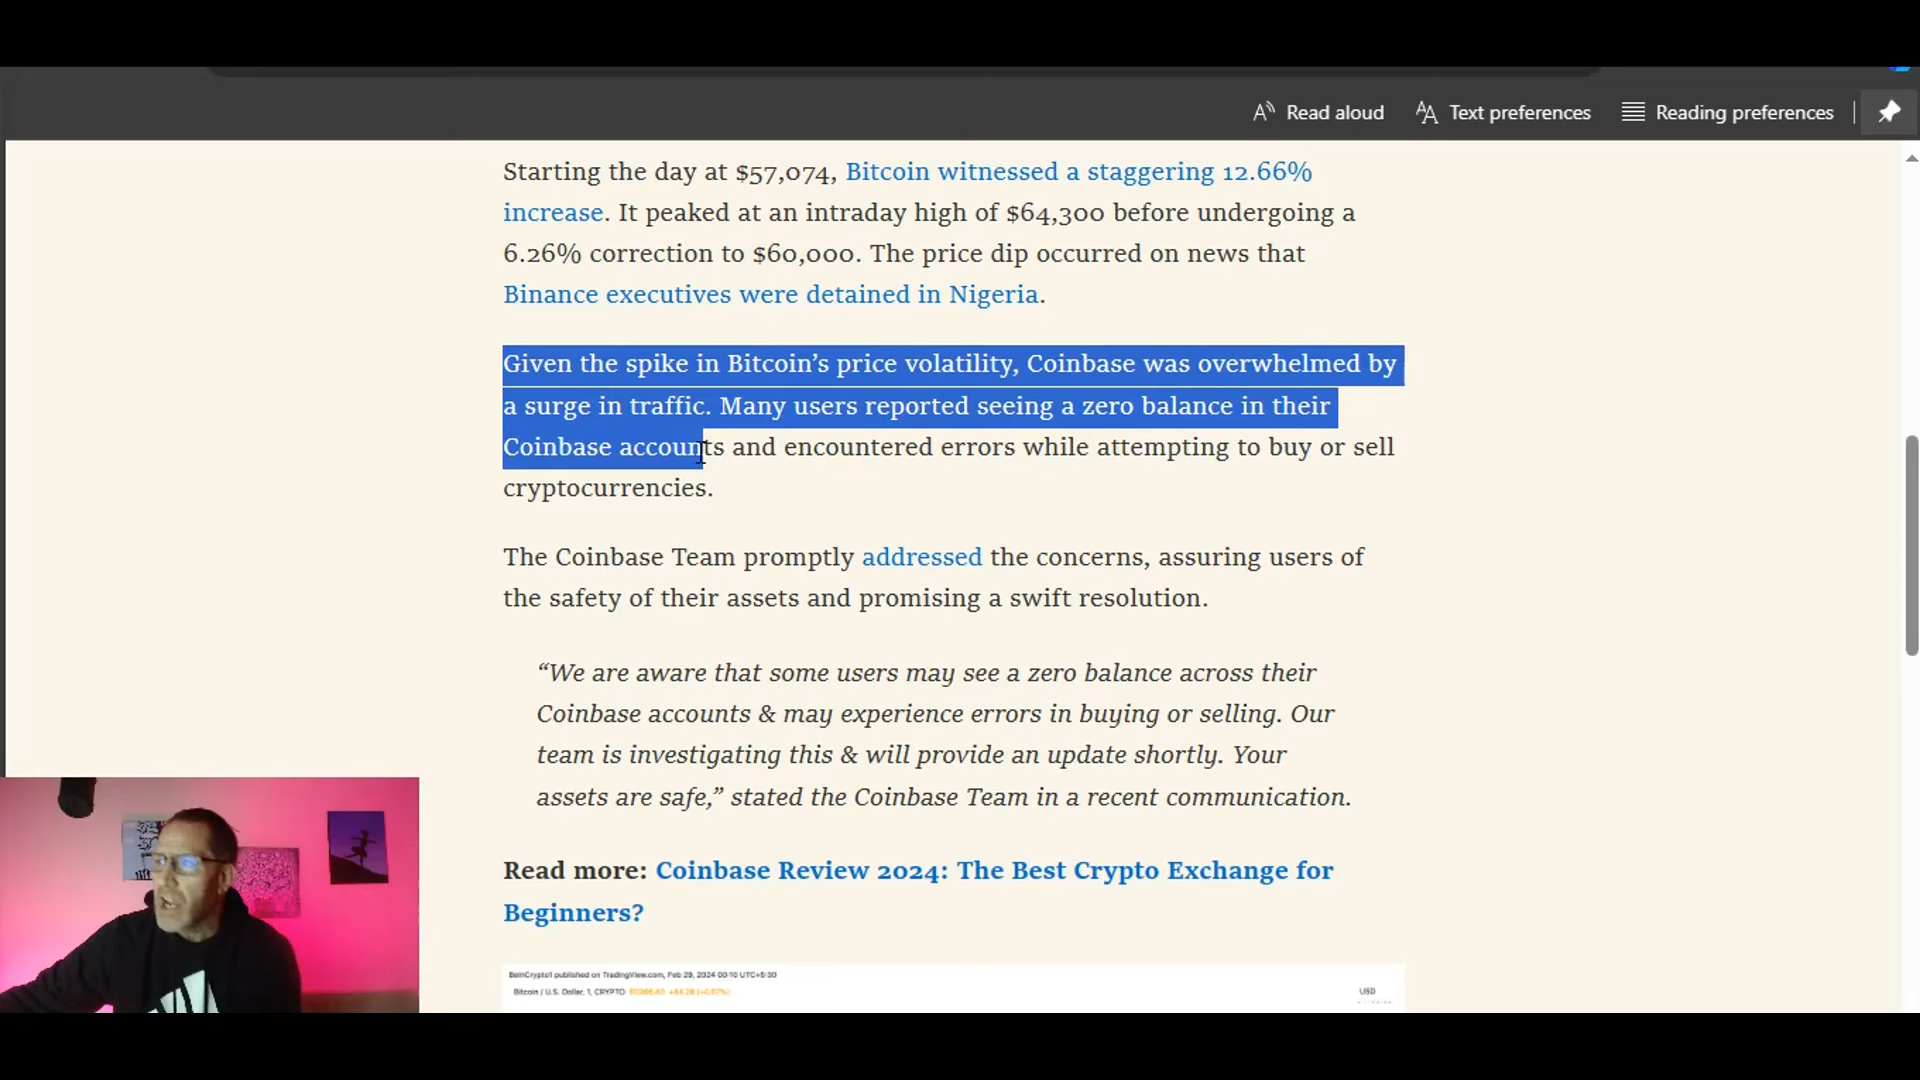 Read aloud
Text preferences
Reading preferences
Starting the day at $57,074, Bitcoin witnessed a staggering 12.66%
increase. It peaked at an intraday high of $64,300 before undergoing a
6.26% correction to $60,000. The price dip occurred on news that
Binance executives were detained in Nigeria.
Given the spike in Bitcoin’s price volatility, Coinbase was overwhelmed by
a surge in traffic. Many users reported seeing a zero balance in their
Coinbase accounts and encountered errors while attempting to buy or sell
cryptocurrencies.
The Coinbase Team promptly addressed the concerns, assuring users of
the safety of their assets and promising a swift resolution.
“We are aware that some users may see a zero balance across their
Coinbase accounts & may experience errors in buying or selling. Our
team is investigating this & will provide an update shortly. Your
assets are safe,” stated the Coinbase Team in a recent communication.
Read more: Coinbase Review 2024: The Best Crypto Exchange for
Beginners?
BeInCrypto1 published on TradingView.com, Feb 29, 2024 00:10 UTC+5:30
Bitcoin / U.S. Dollar, 1, CRYPTO
USD